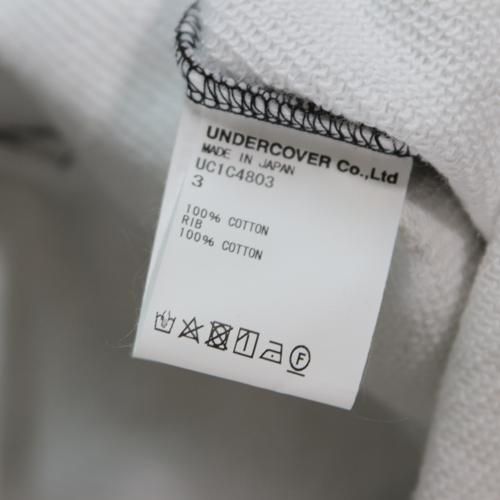 UNDERCOVER Co.,Ltd
MADE IN JAPAN
UC1C4803
3
100% COTTON
RIB
100% COTTON
F